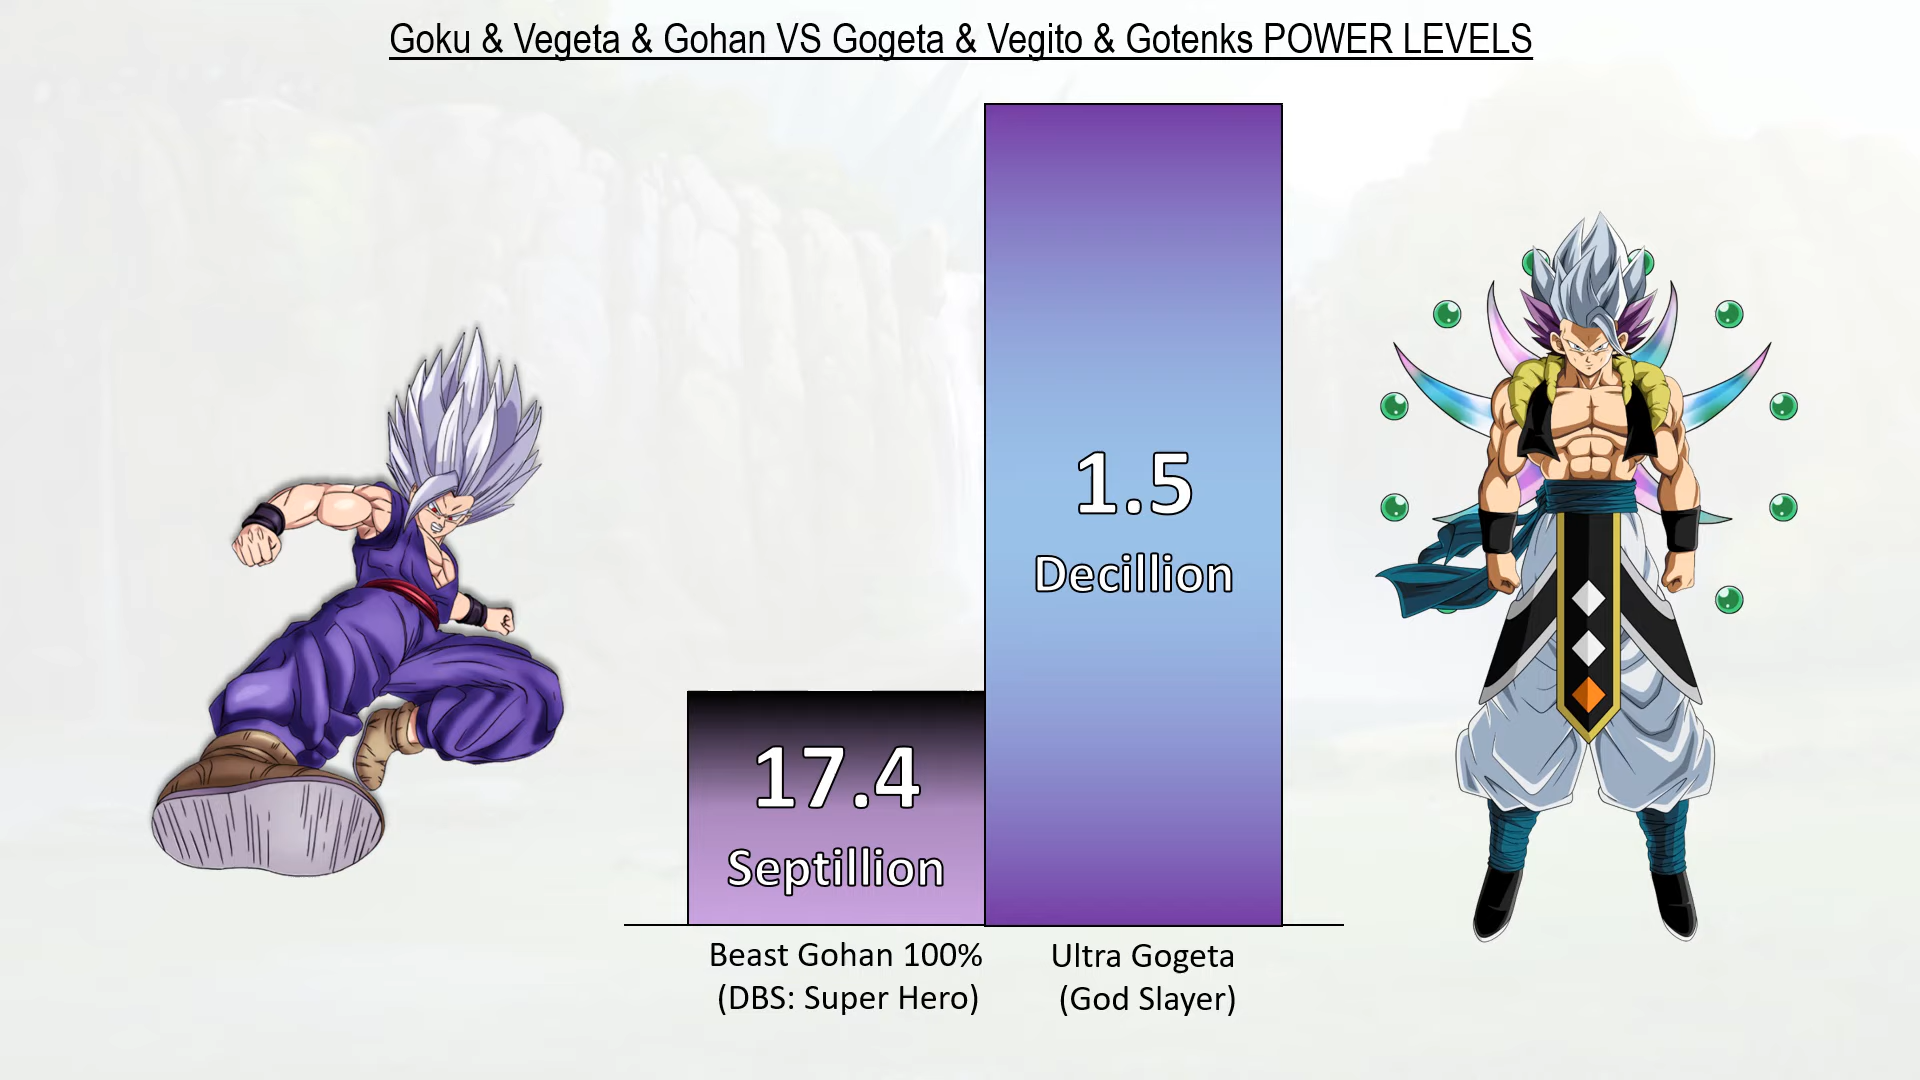 Goku & Vegeta & Gohan VS Gogeta & Vegito & Gotenks POWER LEVELS
1.5
Decillion
17.4
Septillion
Beast Gohan 100%
(DBS: Super Hero)
Ultra Gogeta
(God Slayer)